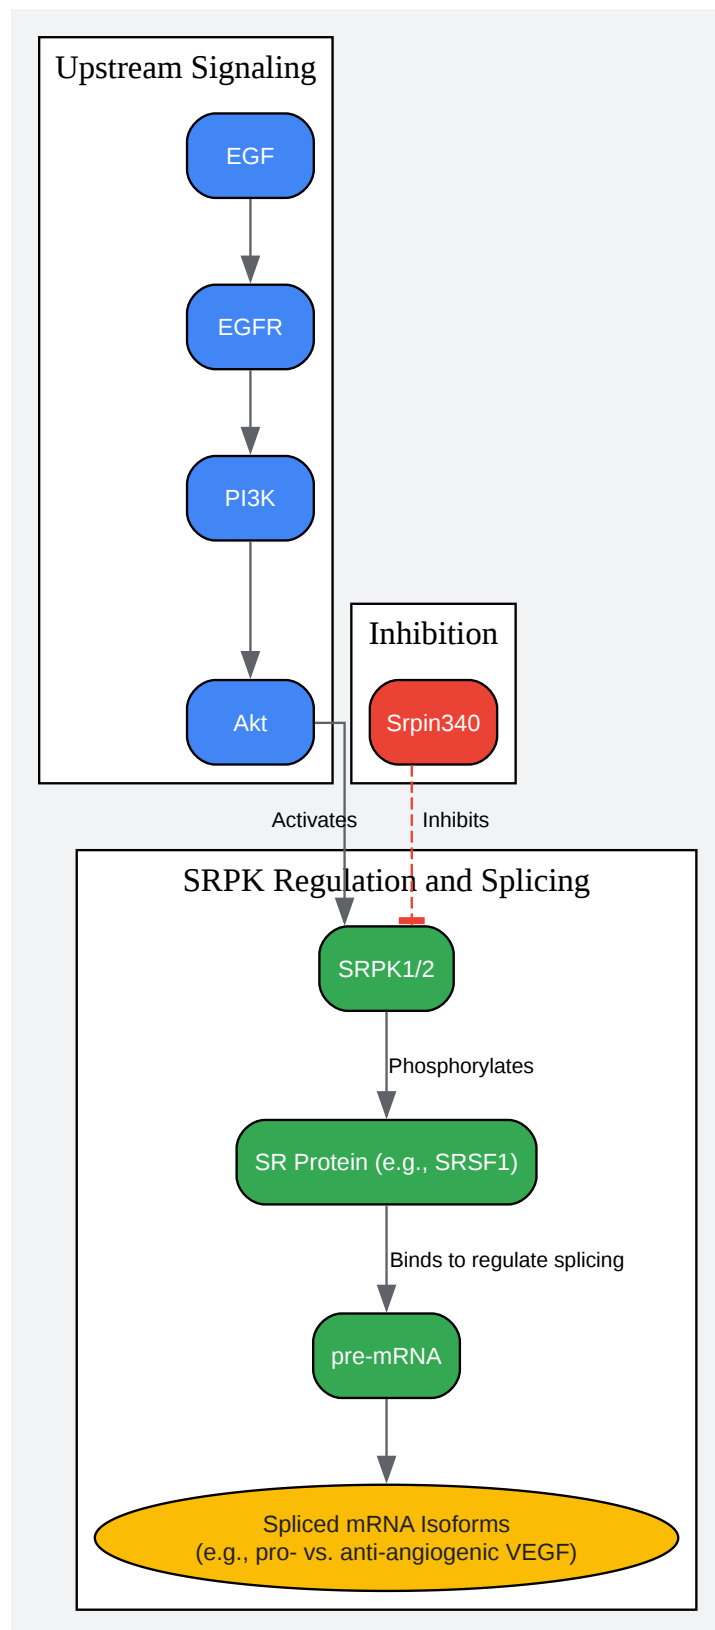 Upstream Signaling
EGF
EGFR
PI3K
Inhibition
Akt
Srpin340
Activates
Inhibits
SRPK Regulation and Splicing
SRPK1/2
Phosphorylates
SR Protein (e.g., SRSF1)
Binds to regulate splicing
pre-mRNA
Spliced mRNA Isoforms
(e.g., pro- vs. anti-angiogenic VEGF)